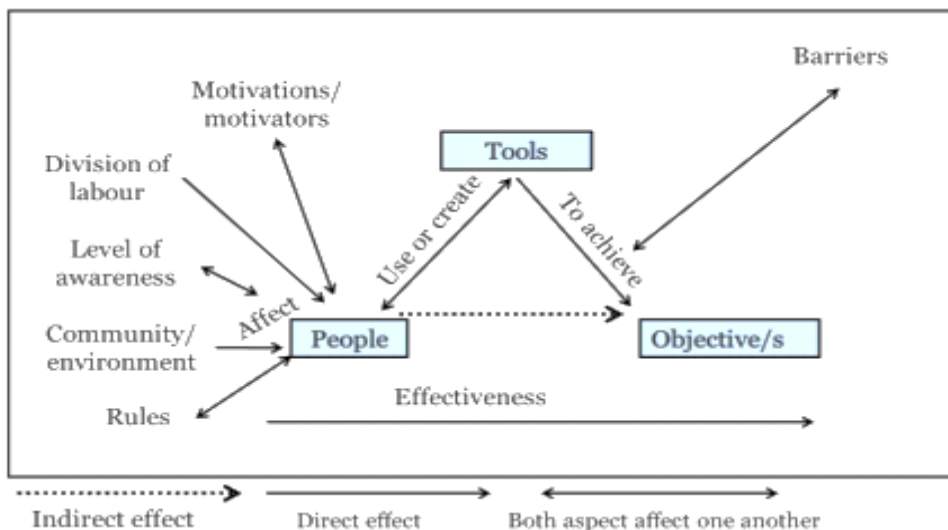 Barriers
Motivations/
motivators
Tools
Division of
labour
Use or create
To achieve
Level of
awareness
Affect
Community/
environment
People
Objective/s
Effectiveness
Rules
Indirect effect
Direct effect
Both aspect affect one another